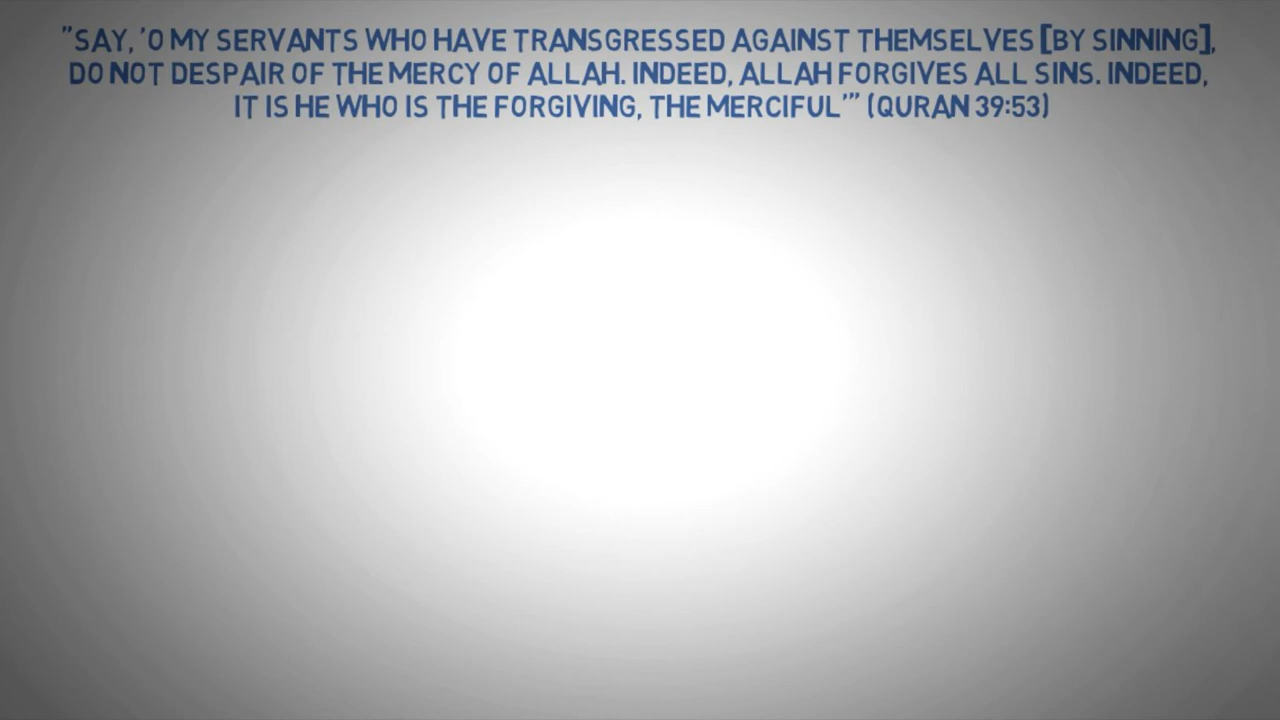 "SAY, 'O MY SERVANTS WHO HAVE TRANSGRESSED AGAINST THEMSELVES [BY SINNING],
DO NOT DESPAIR OF THE MERCY OF ALLAH. INDEED, ALLAH FORGIVES ALL SINS. INDEED,
IT IS HE WHO IS THE FORGIVING, THE MERCIFUL'" (QURAN 39:53)